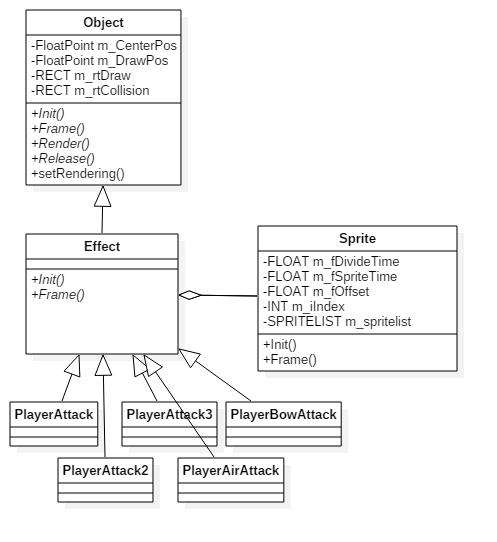 Object
-FloatPoint m_CenterPos
-FloatPoint m_DrawPos
-RECT m_rtDraw
-RECT m_rtCollision
+Init()
+Frame()
+Render()
+Release()
+setRendering()
Effect
+Init()
+Frame()
Sprite
-FLOAT m_fDivideTime
-FLOAT m_fSpriteTime
-FLOAT m_fOffset
-INT m_iIndex
-SPRITELIST m_spritelist
+Init()
+Frame()
PlayerAttack
PlayerAttack3
PlayerBowAttack
PlayerAttack2
PlayerAirAttack